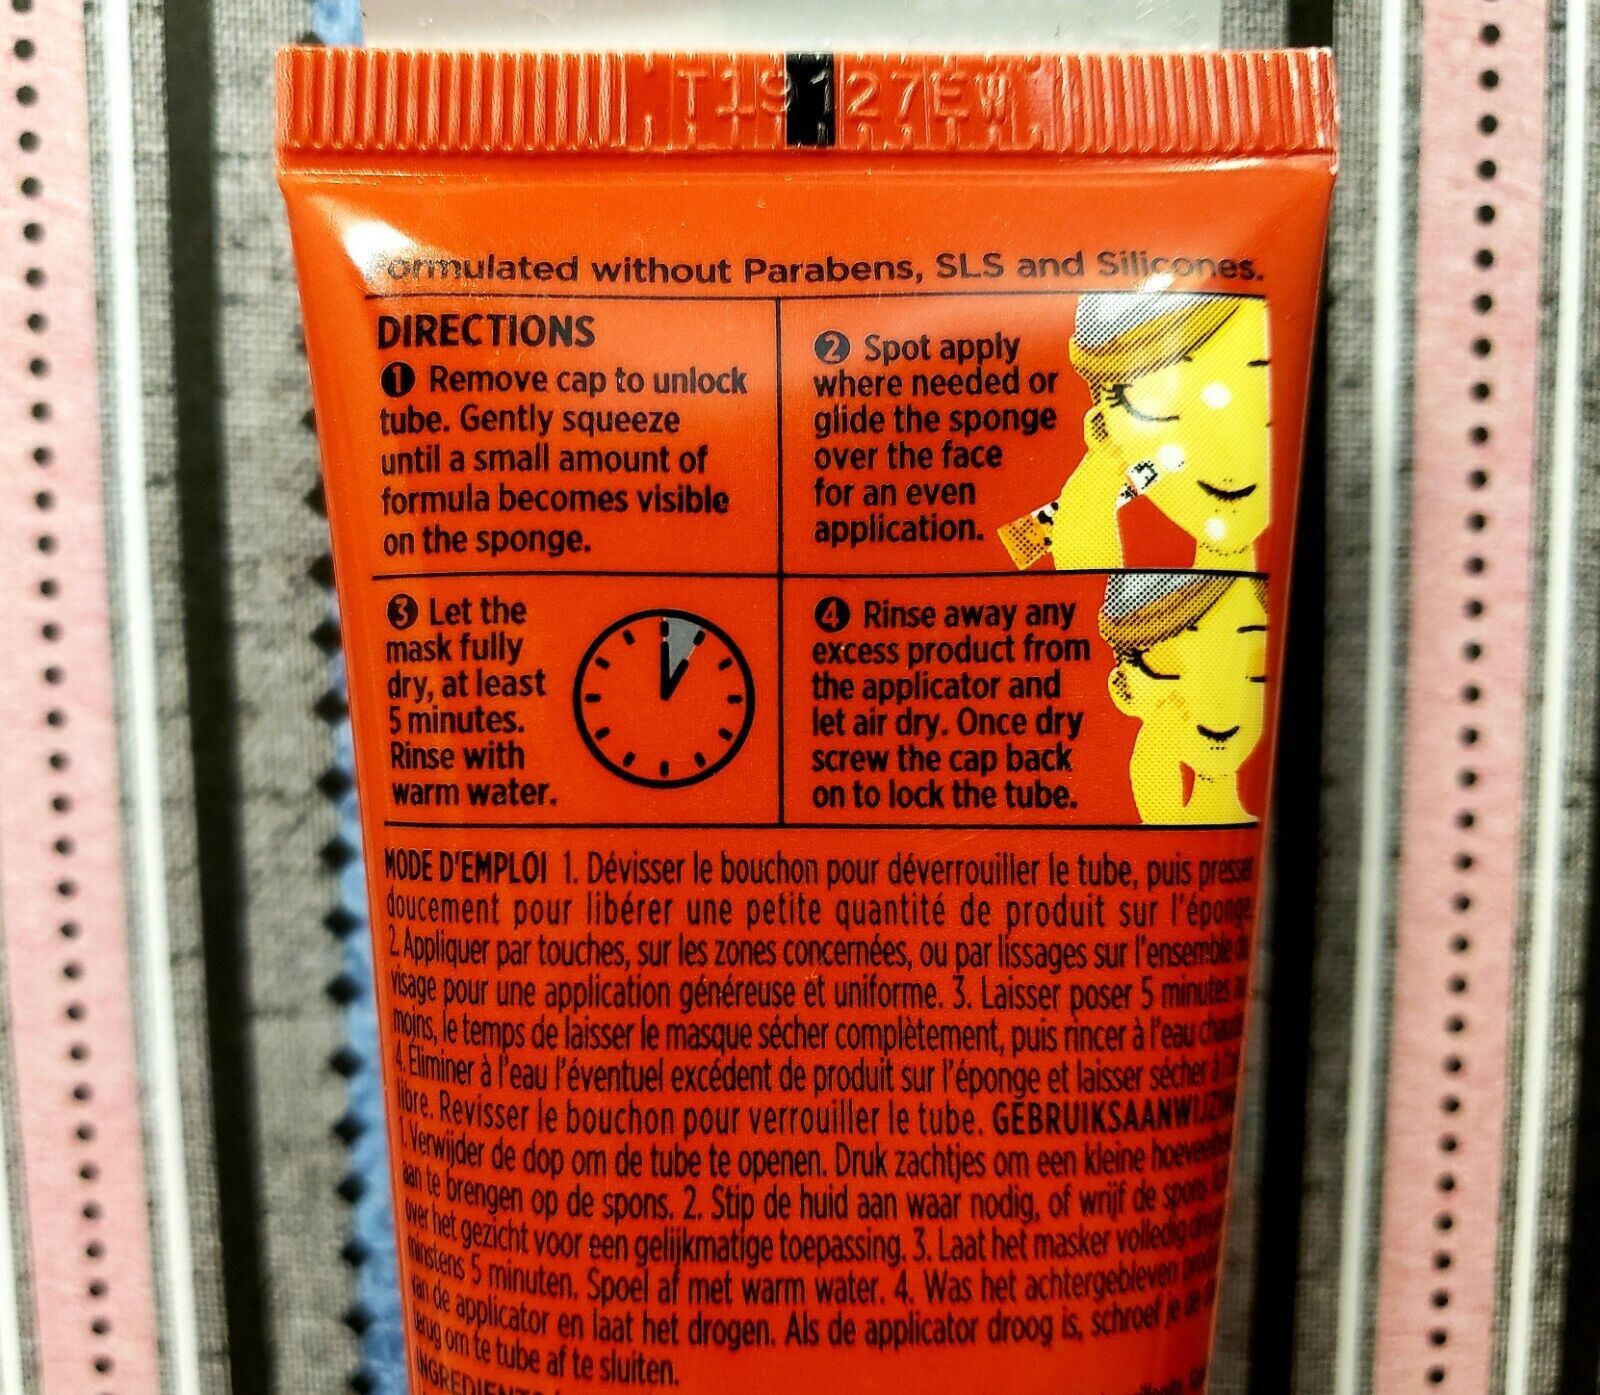 T19127EW
Formulated without Parabens, SLS and Silicones.
DIRECTIONS
1 Remove cap to unlock
tube. Gently squeeze
until a small amount of
formula becomes visible
on the sponge.
2 Spot apply
where needed or
glide the sponge
over the face
for an even
application.
3 Let the
mask fully
dry, at least
5 minutes.
Rinse with
warm water.
4 Rinse away any
excess product from
the applicator and
let air dry. Once dry
screw the cap back
on to lock the tube.
MODE D'EMPLOI 1. Dévisser le bouchon pour déverrouiller le tube, puis presser
doucement pour libérer une petite quantité de produit sur l'éponge.
2. Appliquer par touches, sur les zones concernées, ou par lissages sur l'ensemble du
visage pour une application généreuse et uniforme. 3. Laisser poser 5 minutes au
moins, le temps de laisser le masque sécher complètement, puis rincer à l'eau
4. Éliminer à l'eau l'éventuel excédent de produit sur l'éponge et laisser sécher à
libre. Revisser le bouchon pour verrouiller le tube. GEBRUIKSAANWIJZING
1. Verwijder de dop om de tube te openen. Druk zachtjes om een kleine
aan te brengen op de spons. 2. Stip de huid aan waar nodig, of wrijf de spons
over het gezicht voor een gelijkmatige toepassing. 3. Laat het masker volledig
minstens 5 minuten. Spoel af met warm water. 4. Was het achtergebleven
van de applicator en laat het drogen. Als de applicator droog is, schroef je de
terug om te tube af te sluiten.